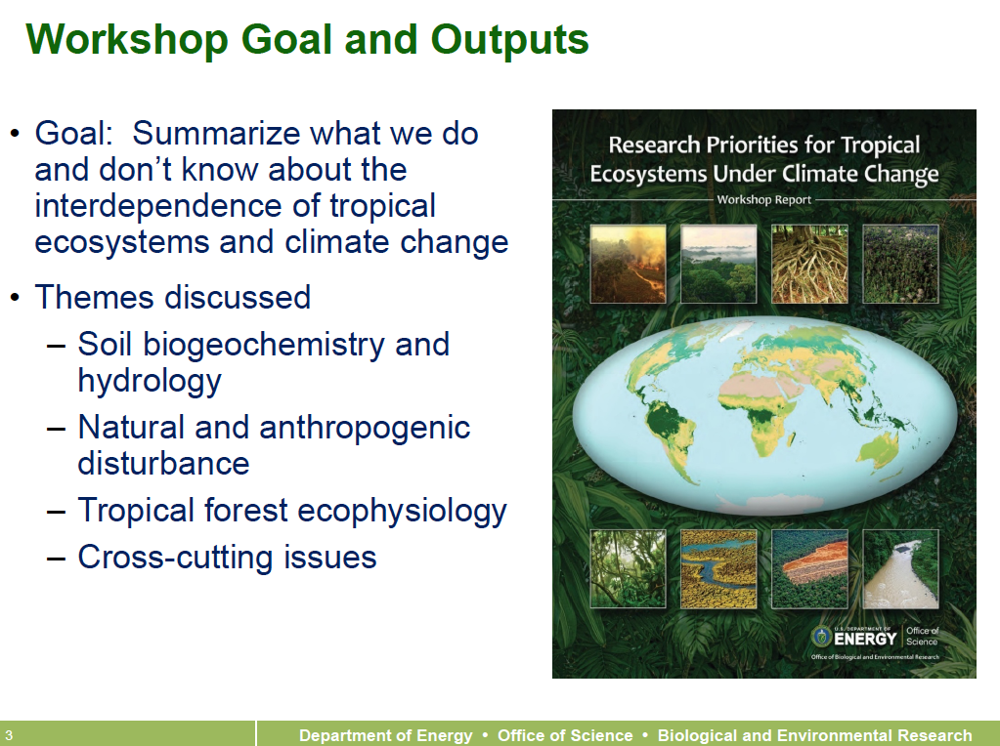 Workshop Goal and Outputs
• Goal:  Summarize what we do
and don't know about the
interdependence of tropical
ecosystems and climate change
• Themes discussed
– Soil biogeochemistry and
hydrology
– Natural and anthropogenic
disturbance
– Tropical forest ecophysiology
– Cross-cutting issues
Research Priorities for Tropical
Ecosystems Under Climate Change
Workshop Report
U.S. DEPARTMENT OF
ENERGY
Office of
Science
Office of Biological and Environmental Research
3
Department of Energy • Office of Science • Biological and Environmental Research